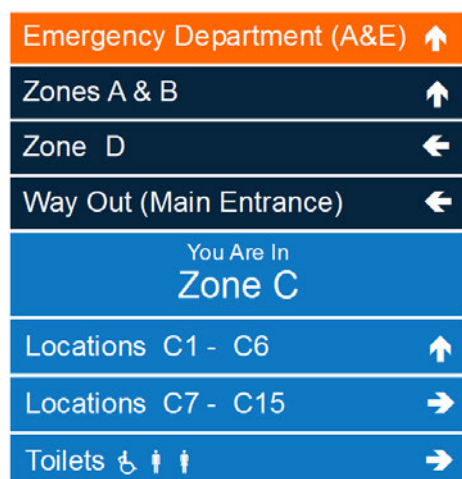 Emergency Department (A&E)
Zones A & B
Zone D
Way Out (Main Entrance)
You Are In
Zone C
Locations C1 - C6
Locations C7 - C15
Toilets